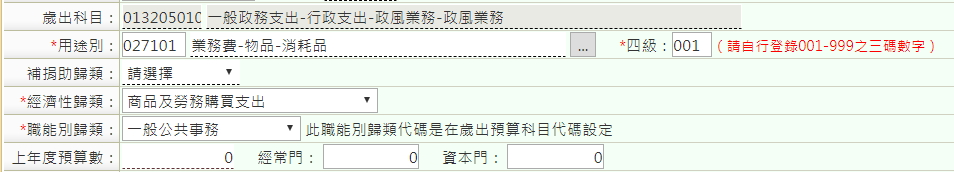 歲出科目： 013205010 一般政務支出-行政支出-政風業務-政風業務
*用途別： 027101 業務費-物品-消耗品 ... *四級： 001 （請自行登錄001-999之三碼數字）
補捐助歸類： 請選擇
*經濟性歸類： 商品及勞務購買支出
*職能別歸類： 一般公共事務 此職能別歸類代碼是在歲出預算科目代碼設定
上年度預算數： 0 經常門： 0 資本門： 0